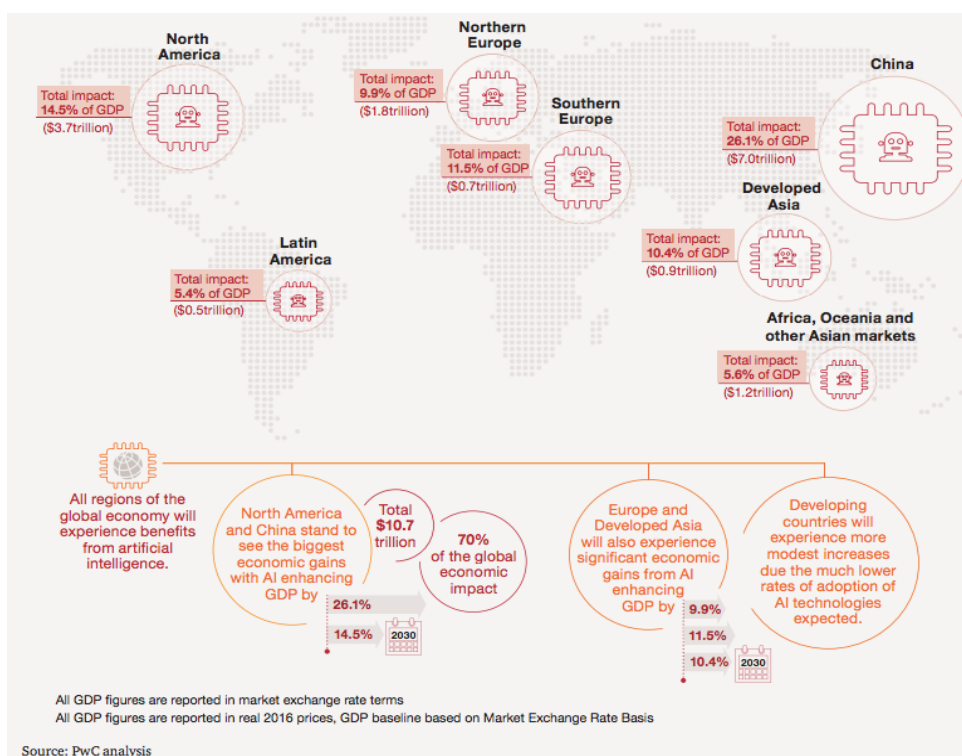 North
America
Total impact:
14.5% of GDP
($3.7trillion)
Northern
Europe
Total impact:
9.9% of GDP
($1.8trillion)
Southern
Europe
Total impact:
11.5% of GDP
($0.7trillion)
China
Total impact:
26.1% of GDP
($7.0trillion)
Developed
Asia
Total impact:
10.4% of GDP
($0.9trillion)
Latin
America
Total impact:
5.4% of GDP
($0.5trillion)
Africa, Oceania and
other Asian markets
Total impact:
5.6% of GDP
($1.2trillion)
All regions of the
global economy will
experience benefits
from artificial
intelligence.
North America
and China stand to
see the biggest
economic gains
with AI enhancing
GDP by
26.1%
14.5%
2030
Total
$10.7
trillion
70%
of the global
economic
impact
Europe and
Developed Asia
will also experience
significant economic
gains from AI
enhancing
GDP by
9.9%
11.5%
10.4%
2030
Developing
countries will
experience more
modest increases
due the much lower
rates of adoption of
AI technologies
expected.
All GDP figures are reported in market exchange rate terms
All GDP figures are reported in real 2016 prices, GDP baseline based on Market Exchange Rate Basis
Source: PwC analysis